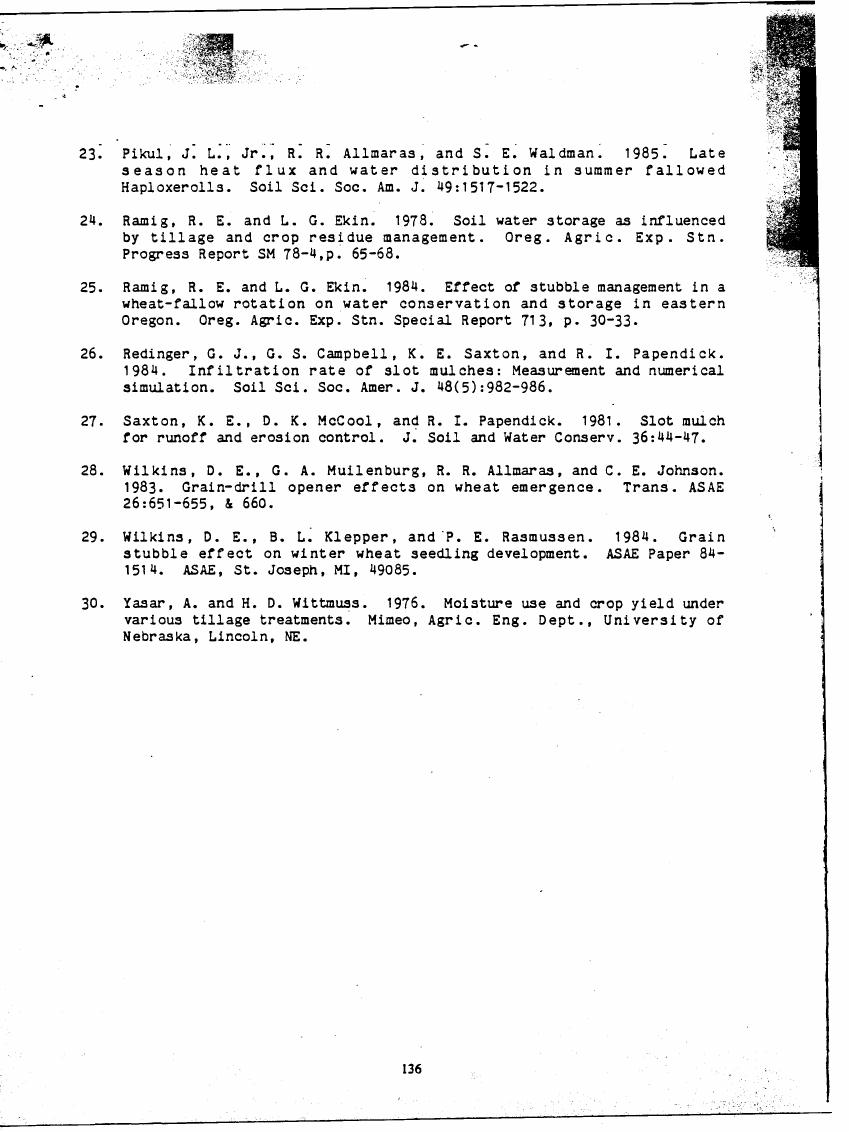 23. Pikul, J. L., Jr., R. R. Allmaras, and S. E. Waldman. 1985. Late
season heat flux and water distribution in summer fallowed
Haploxerolls. Soil Sci. Soc. Am. J. 49:1517-1522.
24. Ramig, R. E. and L. G. Ekin. 1978. Soil water storage as influenced
by tillage and crop residue management. Oreg. Agric. Exp. Stn.
Progress Report SM 78-4,p. 65-68.
25. Ramig, R. E. and L. G. Ekin. 1984. Effect of stubble management in a
wheat-fallow rotation on water conservation and storage in eastern
Oregon. Oreg. Agric. Exp. Stn. Special Report 713, p. 30-33.
26. Redinger, G. J., G. S. Campbell, K. E. Saxton, and R. I. Papendick.
1984. Infiltration rate of slot mulches: Measurement and numerical
simulation. Soil Sci. Soc. Amer. J. 48(5):982-986.
27. Saxton, K. E., D. K. McCool, and R. I. Papendick. 1981. Slot mulch
for runoff and erosion control. J. Soil and Water Conserv. 36:44-47.
28. Wilkins, D. E., G. A. Muilenburg, R. R. Allmaras, and C. E. Johnson.
1983. Grain-drill opener effects on wheat emergence. Trans. ASAE
26:651-655, & 660.
29. Wilkins, D. E., B. L. Klepper, and P. E. Rasmussen. 1984. Grain
stubble effect on winter wheat seedling development. ASAE Paper 84-
1514. ASAE, St. Joseph, MI, 49085.
30. Yasar, A. and H. D. Wittmuss. 1976. Moisture use and crop yield under
various tillage treatments. Mimeo, Agric. Eng. Dept., University of
Nebraska, Lincoln, NE.
136